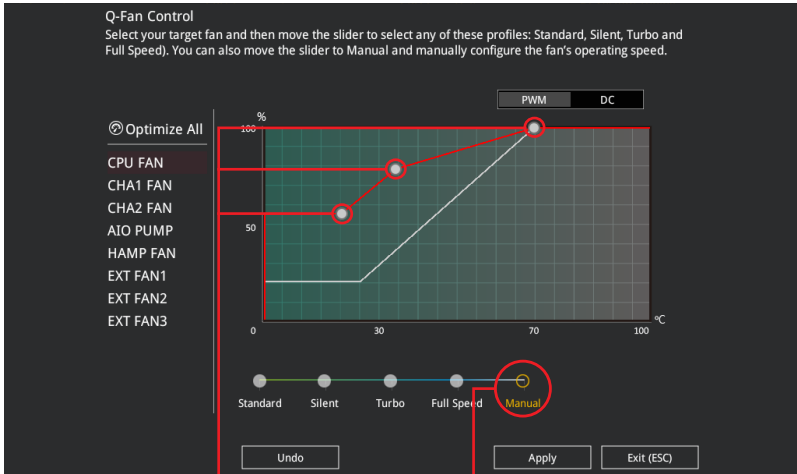 Q-Fan Control
Select your target fan and then move the slider to select any of these profiles: Standard, Silent, Turbo and
Full Speed). You can also move the slider to Manual and manually configure the fan's operating speed.
PWM DC
Optimize All
CPU FAN
CHA1 FAN
CHA2 FAN
AIO PUMP
HAMP FAN
EXT FAN1
EXT FAN2
EXT FAN3
%
100
50
0 30 70 100 ºC
Standard Silent Turbo Full Speed Manual
Undo Apply Exit (ESC)